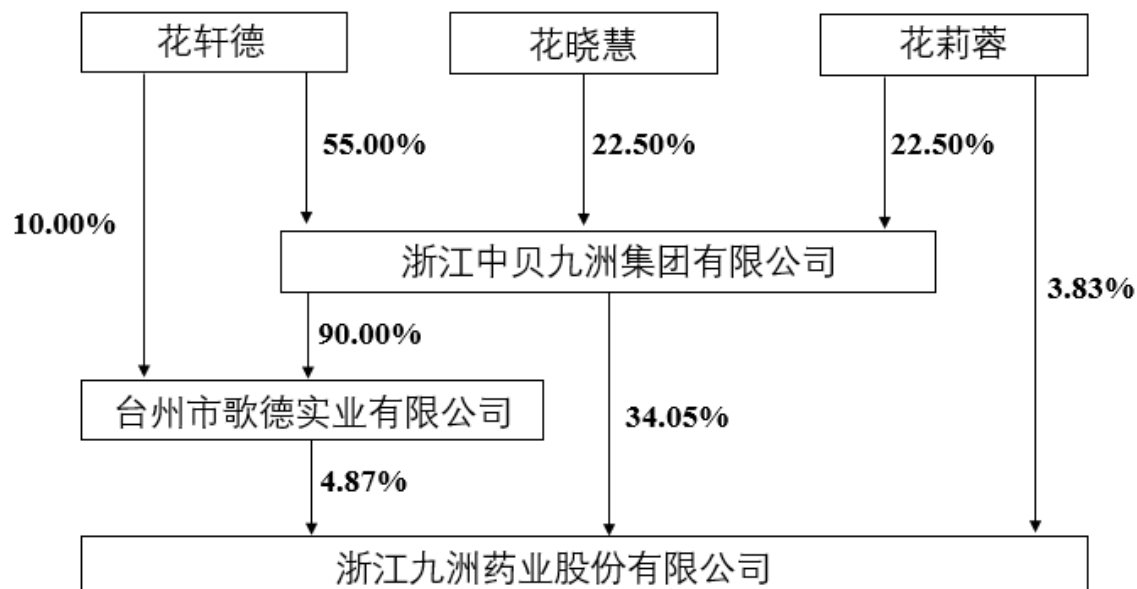 花轩德
花晓慧
花莉蓉
55.00%
22.50%
22.50%
10.00%
浙江中贝九洲集团有限公司
3.83%
90.00%
台州市歌德实业有限公司
34.05%
4.87%
浙江九洲药业股份有限公司